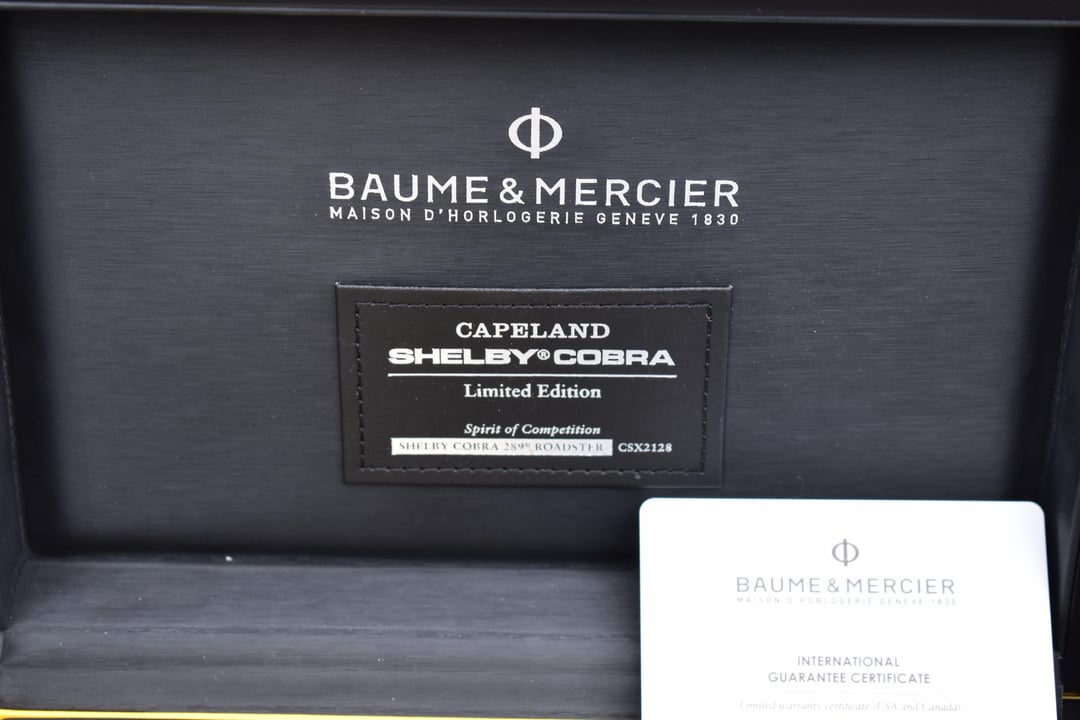 BAUME & MERCIER
MAISON D'HORLOGERIE GENEVE 1830
CAPELAND
SHELBY® COBRA
Limited Edition
Spirit of Competition
SHELBY COBRA 289® ROADSTER CSX2128
BAUME & MERCIER
MAISON D'HORLOGERIE GENEVE 1830
INTERNATIONAL
GUARANTEE CERTIFICATE
Limited warranty certificate (USA and Canada)